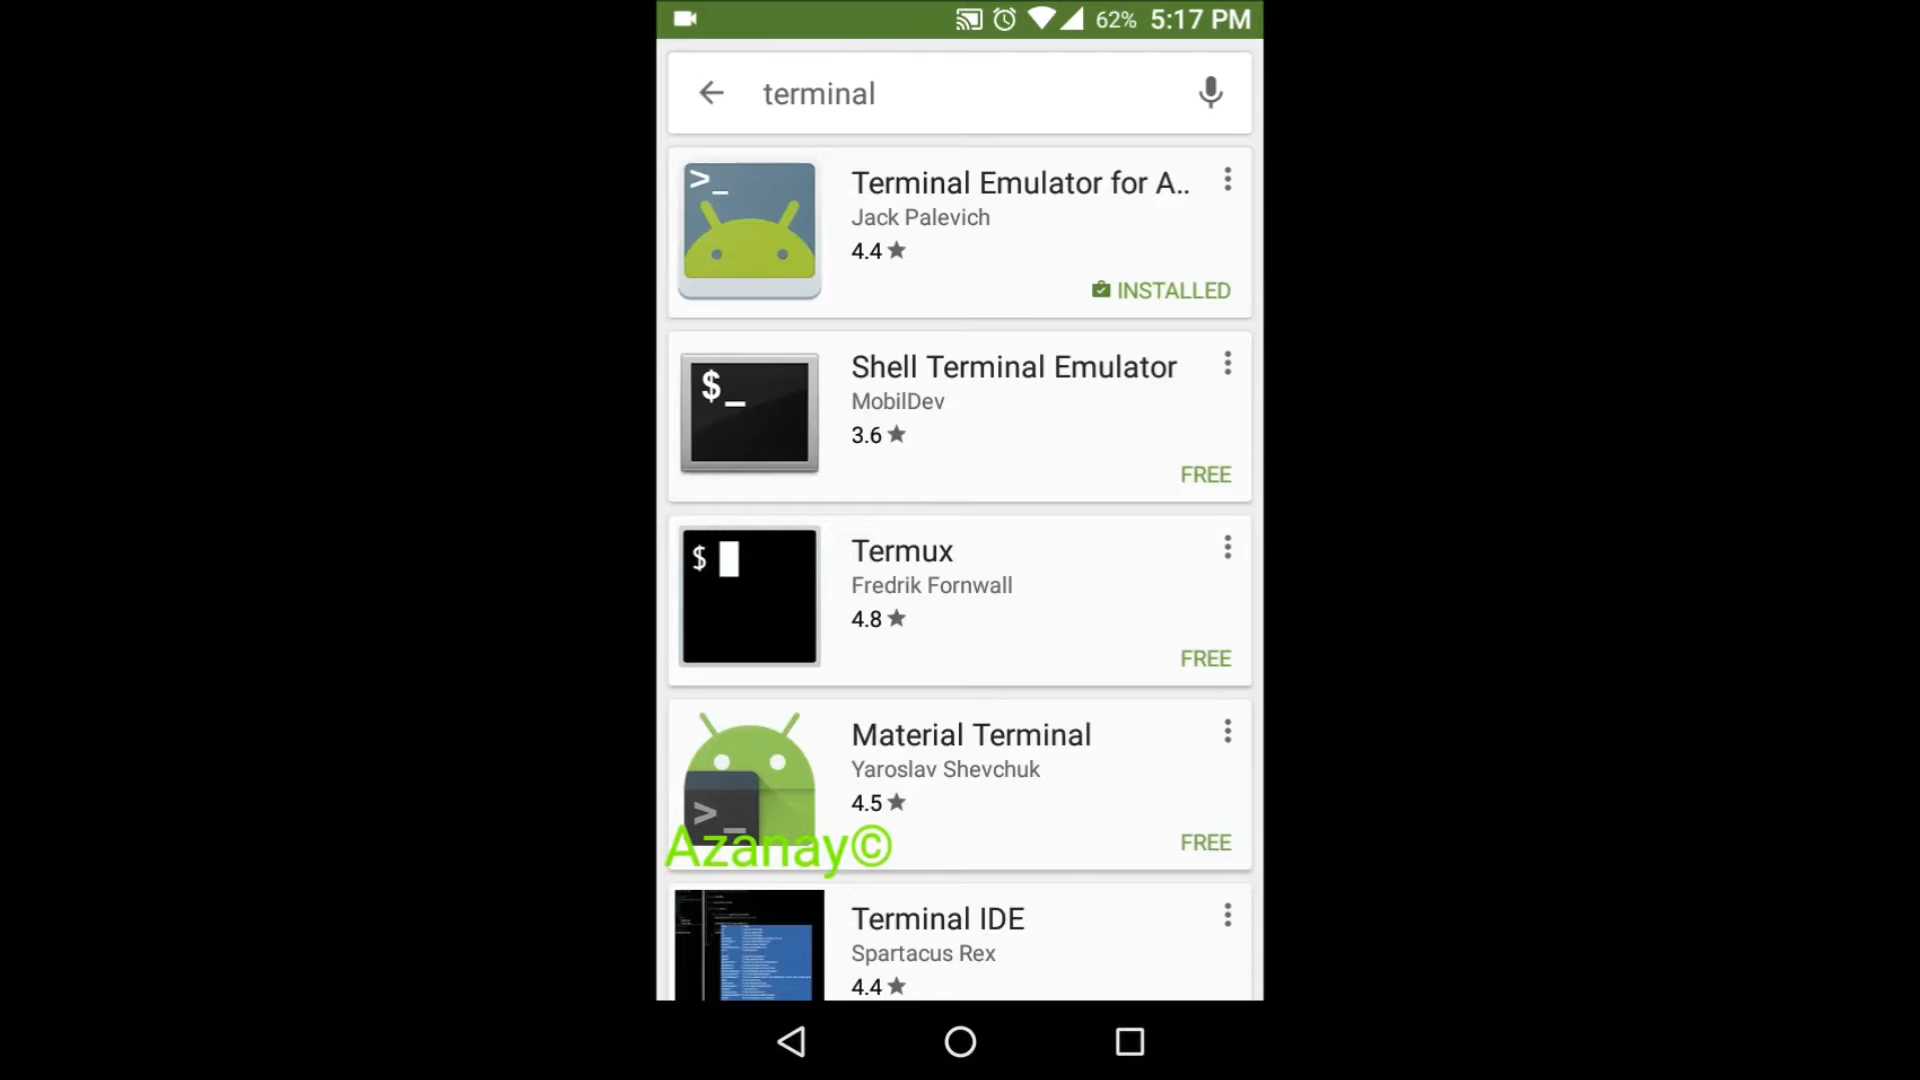 62% 5:17 PM
terminal
>_
Terminal Emulator for A..
Jack Palevich
4.4★
INSTALLED
$_
Shell Terminal Emulator
MobilDev
3.6★
FREE
$
Termux
Fredrik Fornwall
4.8★
FREE
>_
Material Terminal
Yaroslav Shevchuk
4.5★
FREE
Azanay©
Terminal IDE
Spartacus Rex
4.4★